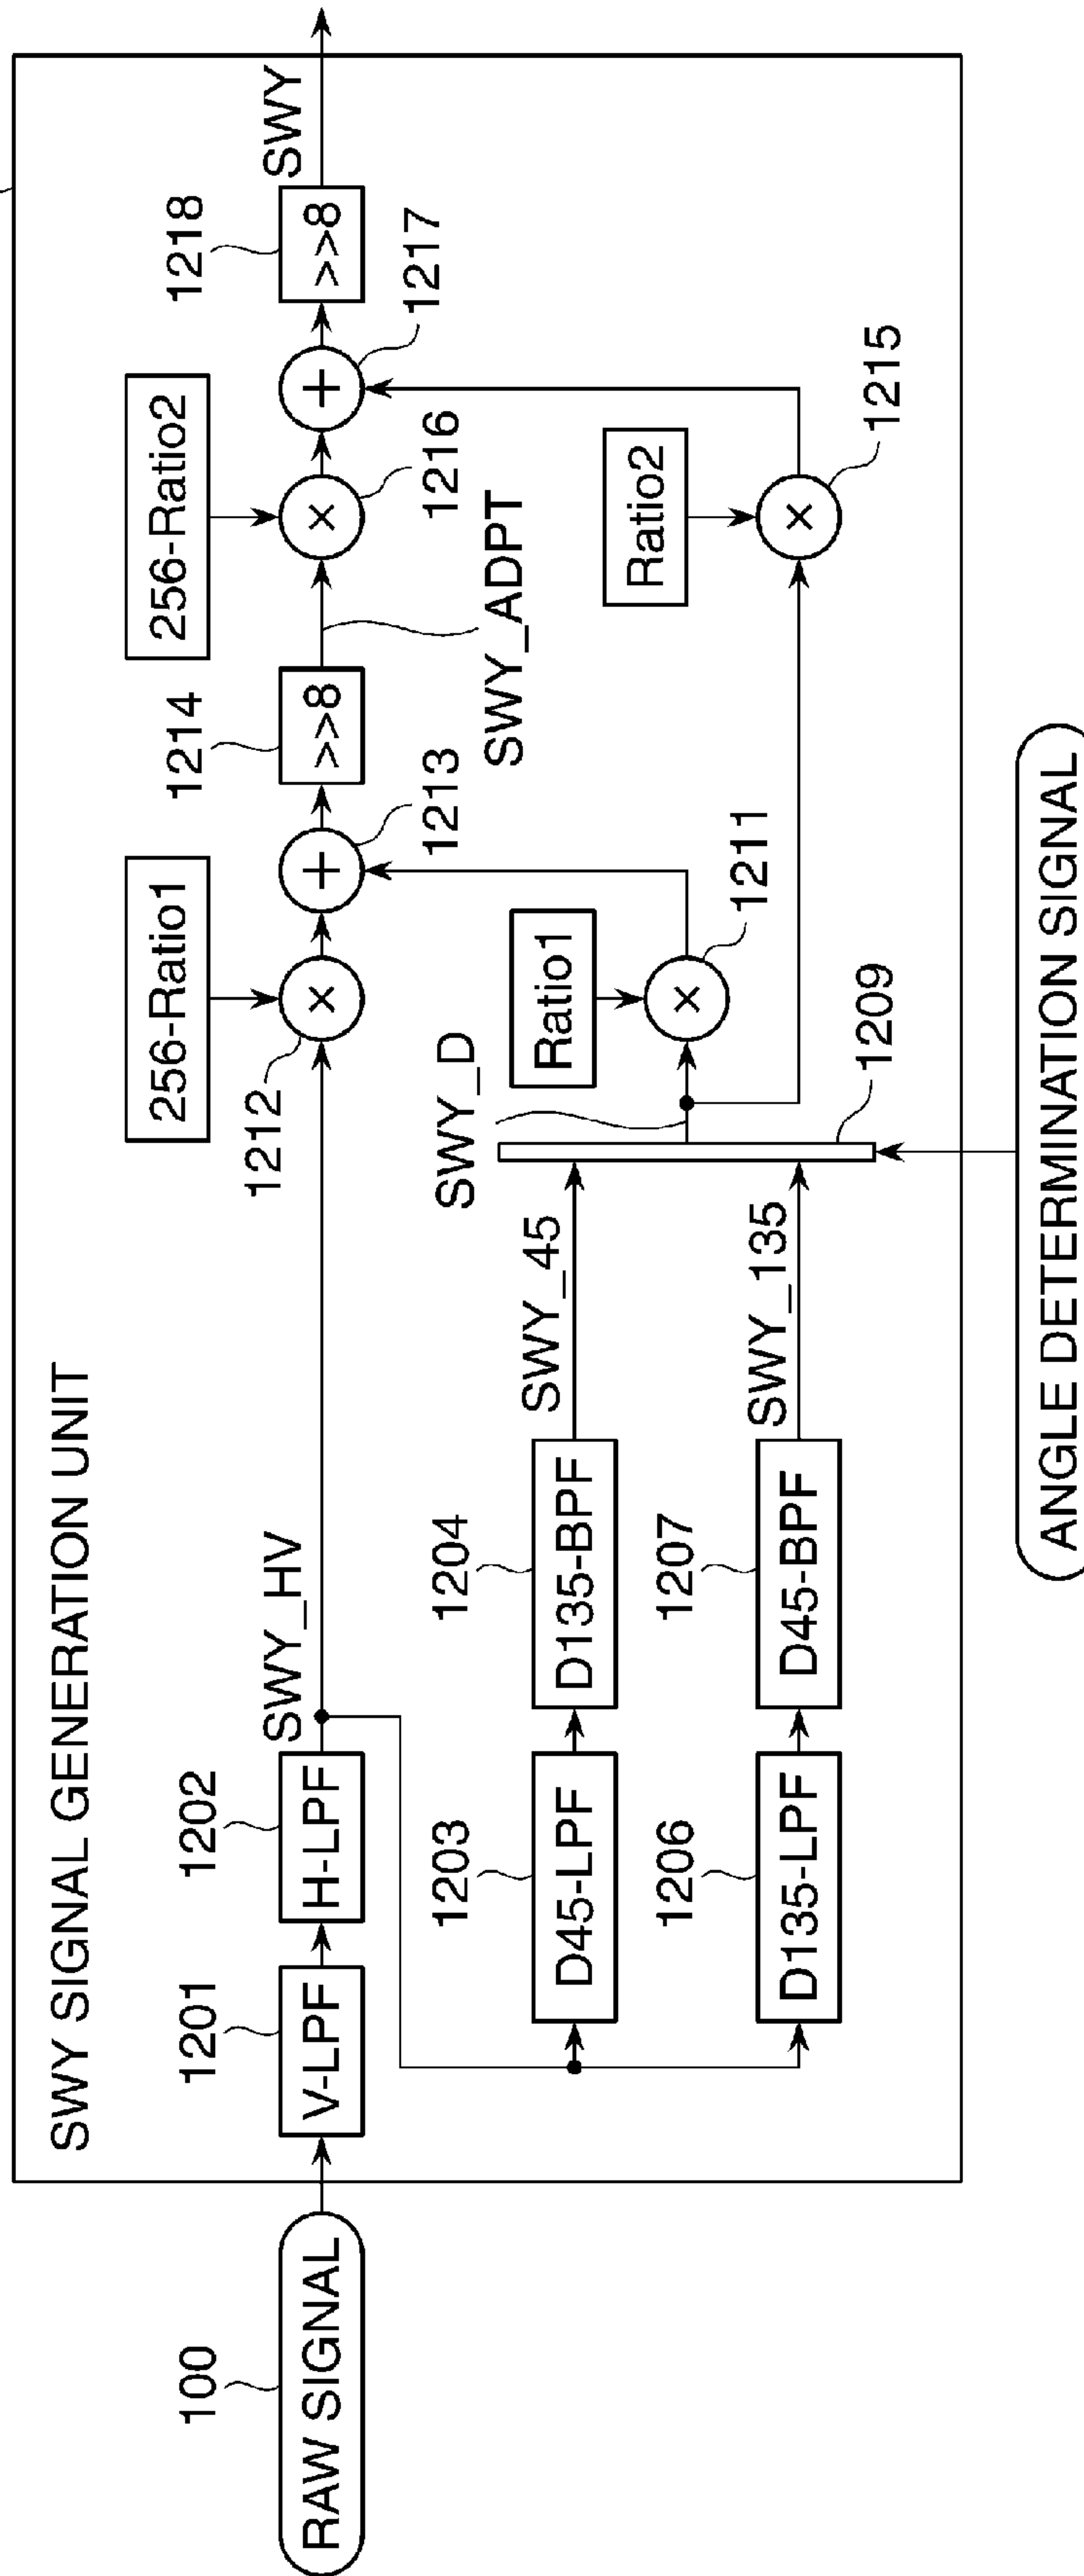 SWY SIGNAL GENERATION UNIT
100
RAW SIGNAL
1201
V-LPF
1202
H-LPF
SWY_HV
1212
×
256-Ratio1
+
1213
1214
>>8
SWY_ADPT
256-Ratio2
×
1216
+
1217
1218
>>8
SWY
1203
D45-LPF
1204
D135-BPF
SWY_45
SWY_D
Ratio1
×
1211
Ratio2
×
1215
1206
D135-LPF
1207
D45-BPF
SWY_135
1209
ANGLE DETERMINATION SIGNAL